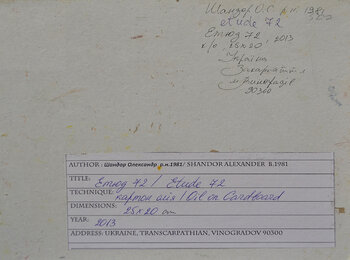 Шандор О.О. р.н. 1981
etude 72
Етюд 72
к/о, 25х20, 2013
Україна
Закарпаття
м. Виноградів
90300
AUTHOR : Шандор Олександр р.н.1981/ SHANDOR ALEXANDER B.1981
TITLE: Етюд 72 / Etude 72
TECHNIQUE: картон олія / Oil on Cardboard
DIMENSIONS: 25x20 cm
YEAR: 2013
ADDRESS: UKRAINE, TRANSCARPATHIAN, VINOGRADOV 90300